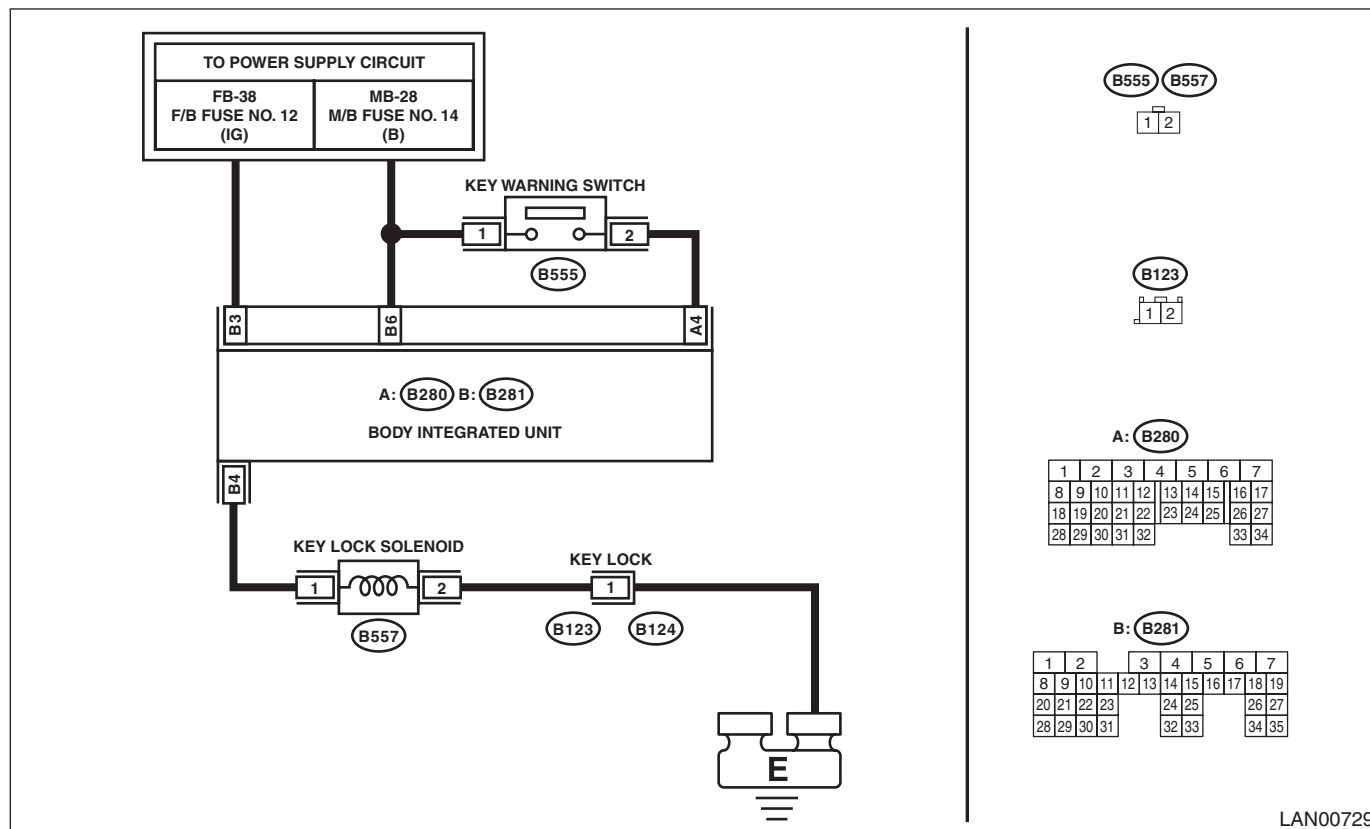 TO POWER SUPPLY CIRCUIT
FB-38
F/B FUSE NO. 12
(IG)
MB-28
M/B FUSE NO. 14
(B)
KEY WARNING SWITCH
1
2
B555
B3
B6
A4
A: B280 B: B281
BODY INTEGRATED UNIT
B4
KEY LOCK SOLENOID
1
2
B557
KEY LOCK
1
B123
B124
E
B555 B557
1 2
B123
1 2
A: B280
1 2 3 4 5 6 7
8 9 10 11 12 13 14 15 16 17
18 19 20 21 22 23 24 25 26 27
28 29 30 31 32 33 34
B: B281
1 2 3 4 5 6 7
8 9 10 11 12 13 14 15 16 17 18 19
20 21 22 23 24 25 26 27
28 29 30 31 32 33 34 35
LAN00729